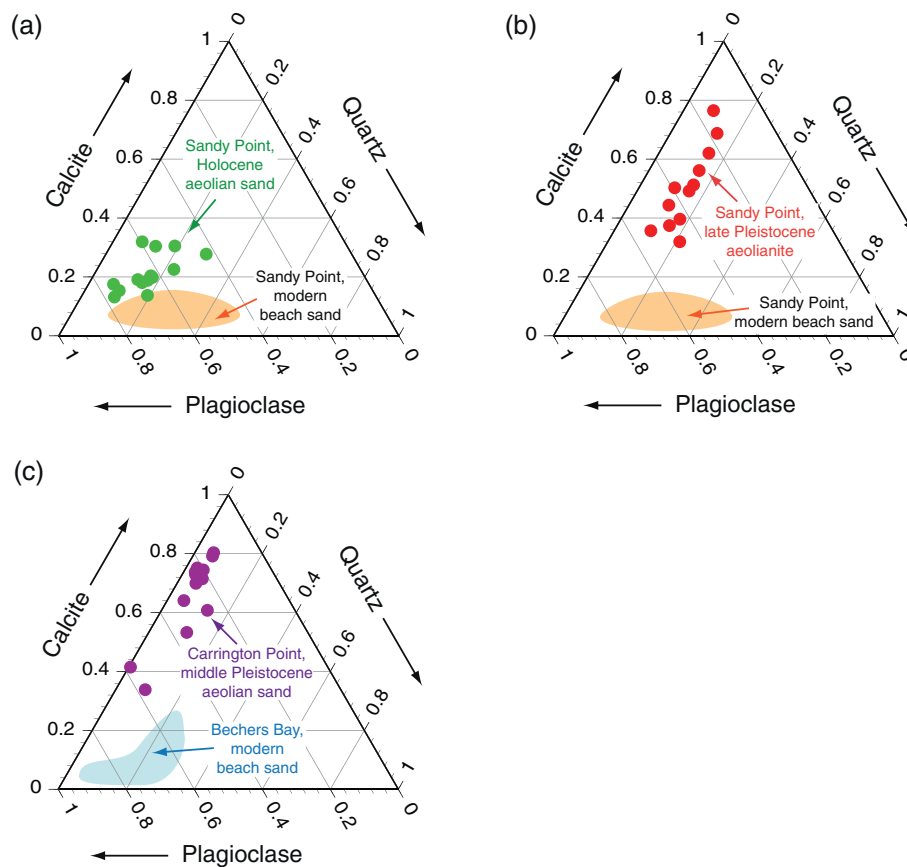 (a)
0
1
0.2
0.8
0.4
0.6
0.6
0.4
0.8
0.2
1
0
1
0.8
0.6
0.4
0.2
0
Calcite
Quartz
Plagioclase
Sandy Point,
Holocene
aeolian sand
Sandy Point,
modern
beach sand
(b)
0
1
0.2
0.8
0.4
0.6
0.6
0.4
0.8
0.2
1
0
1
0.8
0.6
0.4
0.2
0
Calcite
Quartz
Plagioclase
Sandy Point,
late Pleistocene
aeolianite
Sandy Point,
modern beach sand
(c)
0
1
0.2
0.8
0.4
0.6
0.6
0.4
0.8
0.2
1
0
1
0.8
0.6
0.4
0.2
0
Calcite
Quartz
Plagioclase
Carrington Point,
middle Pleistocene
aeolian sand
Bechers Bay,
modern
beach sand